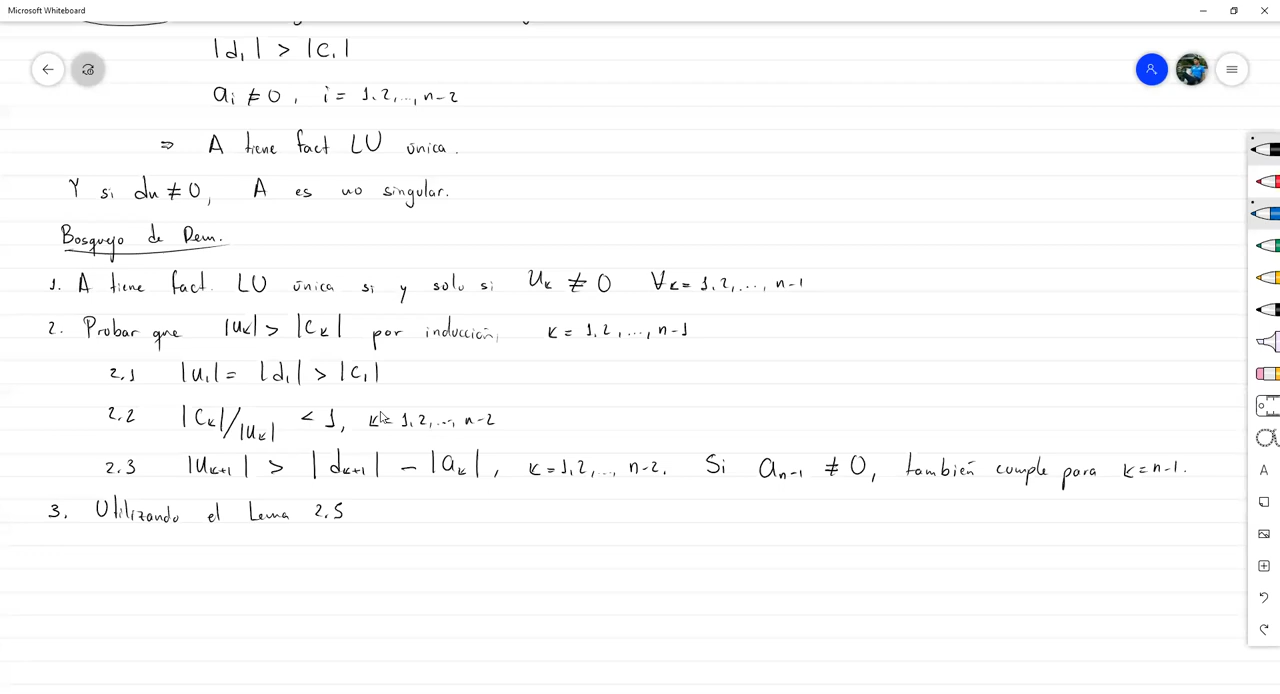 Microsoft Whiteboard
|d₁| > |c₁|
aᵢ ≠ 0, i = 1,2,...,n-2
⇒ A tiene fact LU única.
Y si dn ≠ 0, A es no singular.
Bosquejo de Dem.
1. A tiene fact. LU única si y solo si Uₖ ≠ 0 ∀ₖ = 1,2,...,n-1
2. Probar que |uₖ| > |cₖ| por inducción, k = 1,2,...,n-1
2.1 |u₁| = |d₁| > |c₁|
2.2 |cₖ|/|uₖ| < 1, k = 1,2,...,n-2
2.3 |uₖ₊₁| > |dₖ₊₁| - |aₖ|, k = 1,2,...,n-2. Si aₙ₋₁ ≠ 0, también cumple para k = n-1.
3. Utilizando el Lema 2.5
A